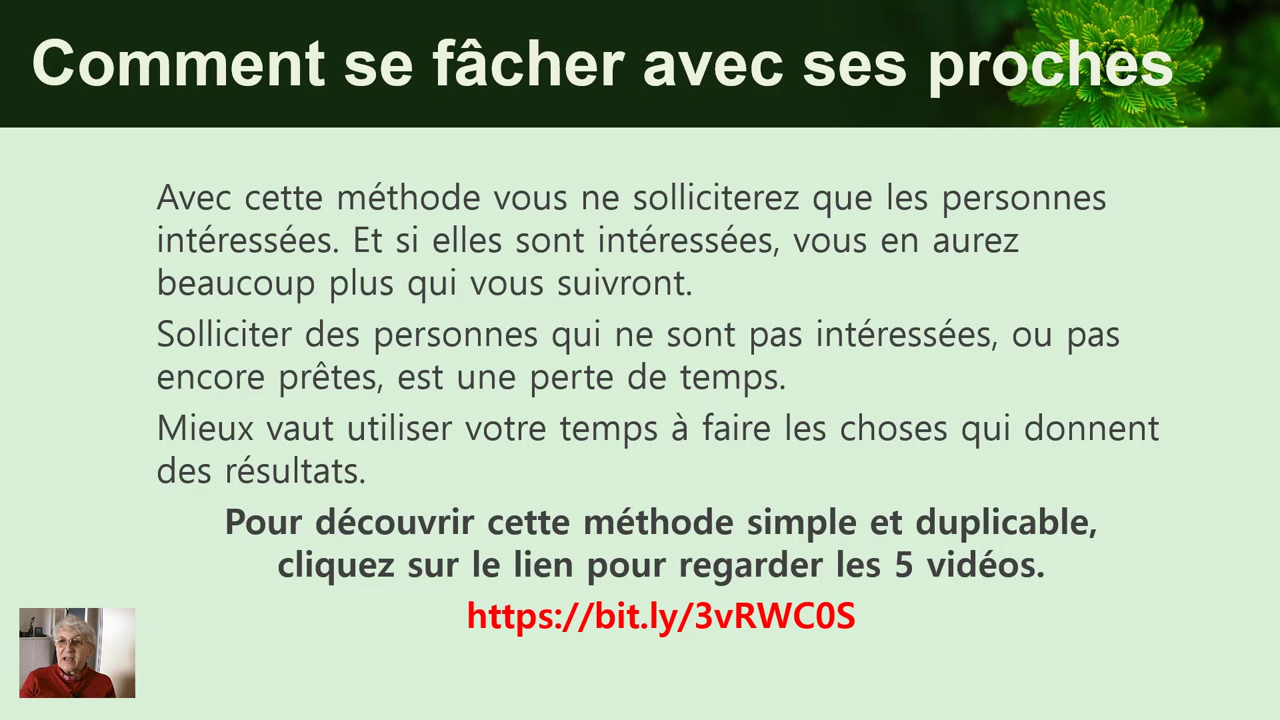 Comment se fâcher avec ses proches
Avec cette méthode vous ne solliciterez que les personnes
intéressées. Et si elles sont intéressées, vous en aurez
beaucoup plus qui vous suivront.
Solliciter des personnes qui ne sont pas intéressées, ou pas
encore prêtes, est une perte de temps.
Mieux vaut utiliser votre temps à faire les choses qui donnent
des résultats.
Pour découvrir cette méthode simple et duplicable,
cliquez sur le lien pour regarder les 5 vidéos.
https://bit.ly/3vRWC0S